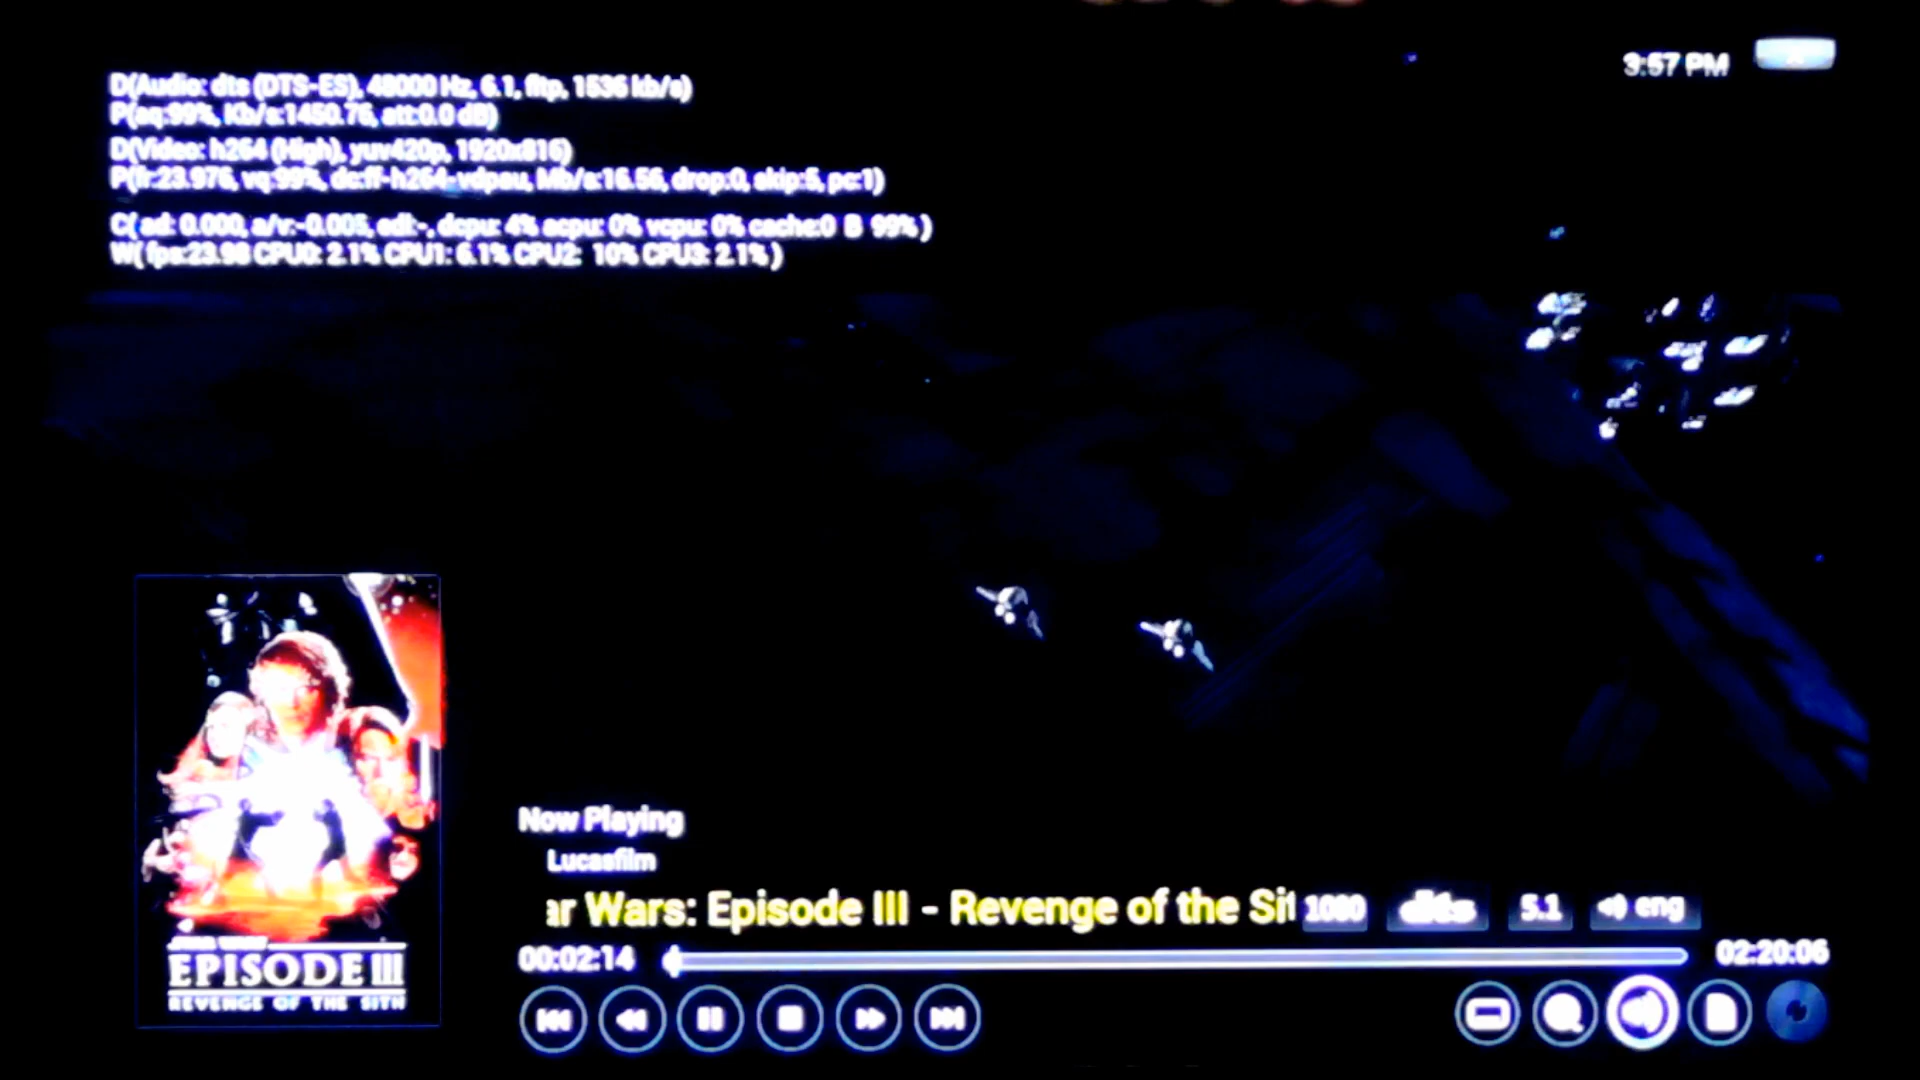 3:57 PM
D(Audio: dts (DTS-ES), 48000 Hz, 6.1, fltp, 1536 kb/s)
P(aq:99%, Kb/s:1450.76, att:0.0 dB)
D(Video: h264 (High), yuv420p, 1920x816)
P(fr:23.976, vq:99%, dc:ff-h264-vdpau, Mb/s:16.56, drop:0, skip:5, pc:1)
C( ad: 0.000, a/v:-0.005, edl:-, dcpu: 4% acpu: 0% vcpu: 0% cache:0 B 99% )
W( fps:23.98 CPU0: 2.1% CPU1: 6.1% CPU2: 10% CPU3: 2.1% )
STAR WARS
EPISODE III
REVENGE OF THE SITH
Now Playing
Lucasfilm
ar Wars: Episode III - Revenge of the Sit
1080 dts 5.1 eng
00:02:14 02:20:06